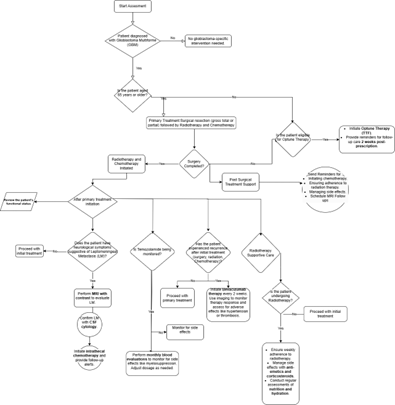 Start Assessment
Patient diagnosed
with Glioblastoma Multiforme
(GBM)
No
No glioblastoma-specific
intervention needed.
Yes
Is the patient aged
65 years or older?
Yes
No
Primary Treatment Surgical resection (gross total or
partial) followed by Radiotherapy and Chemotherapy
Is the patient eligible
for Optune Therapy
Yes
• Initiate Optune Therapy
(TTF).
• Provide reminders for follow
up care 2 weeks post-
prescription.
Radiotherapy and
Chemotherapy
Initiated
Yes
Surgery
Completed?
No
Post Surgical
Treatment Support
Send Reminders for
• Initiating chemotherapy
• Ensuring adherence to
radiation therapy
• Managing side effects
• Schedule MRI Follow
ups
Review the patient's
functional status
After primary treatment
initiation
Does the patient have
neurological symptoms
suggestive of Leptomeningeal
Metastasis (LM)?
No
Proceed with
initial treatment
Yes
Perform MRI with
contrast to evaluate
LM.
Confirm
LM with CSF
cytology.
Initiate intrathecal
chemotherapy and
provide follow-up
alerts.
Is Temozolomide being
monitored?
No
Monitor for side
effects
Yes
Perform monthly blood
evaluations to monitor for side
effects like myelosuppression.
Adjust dosage as needed.
Has the patient
experienced recurrence
after initial treatment
(surgery, radiation,
Chemotherapy)?
No
Yes
Proceed with
primary treatment
Initiate bevacizumab
therapy every 2 weeks.
Use imaging to monitor
therapy response and
assess for adverse
effects like hypertension
or thrombosis.
Radiotherapy
Supportive Care
Is the patient
undergoing
Radiotherapy?
No
Proceed with initial
treatment
Yes
• Ensure weekly
adherence to
radiotherapy.
• Manage side
effects with anti-
emetics and
corticosteroids.
• Conduct regular
assessments of
nutrition and
hydration.